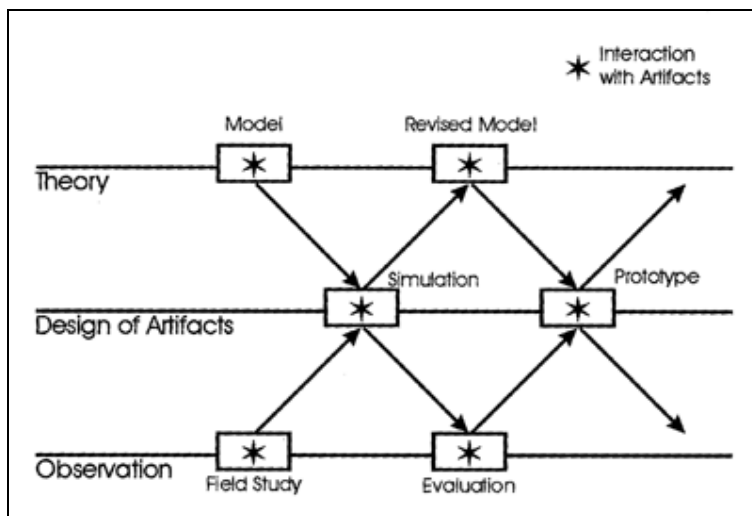 Interaction
with Artifacts
Model
Revised Model
Theory
Simulation
Prototype
Design of Artifacts
Observation
Field Study
Evaluation